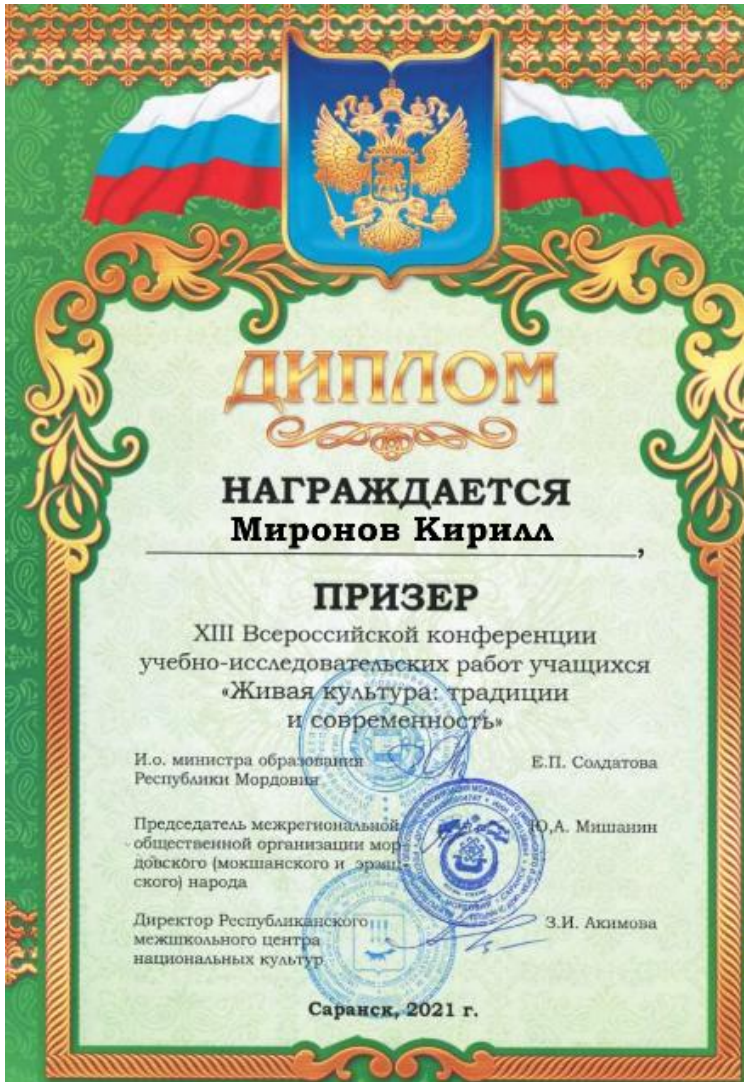 ДИПЛОМ
НАГРАЖДАЕТСЯ
Миронов Кирилл
,
ПРИЗЕР
XIII Всероссийской конференции
учебно-исследовательских работ учащихся
«Живая культура: традиции
и современность»
И.о. министра образования
Республики Мордовия
Е.П. Солдатова
Председатель межрегиональной
общественной организации мор-
довского (мокшанского и эрзян-
ского) народа
Ю,А. Мишанин
Директор Республиканского
межшкольного центра
национальных культур
З.И. Акимова
Саранск, 2021 г.